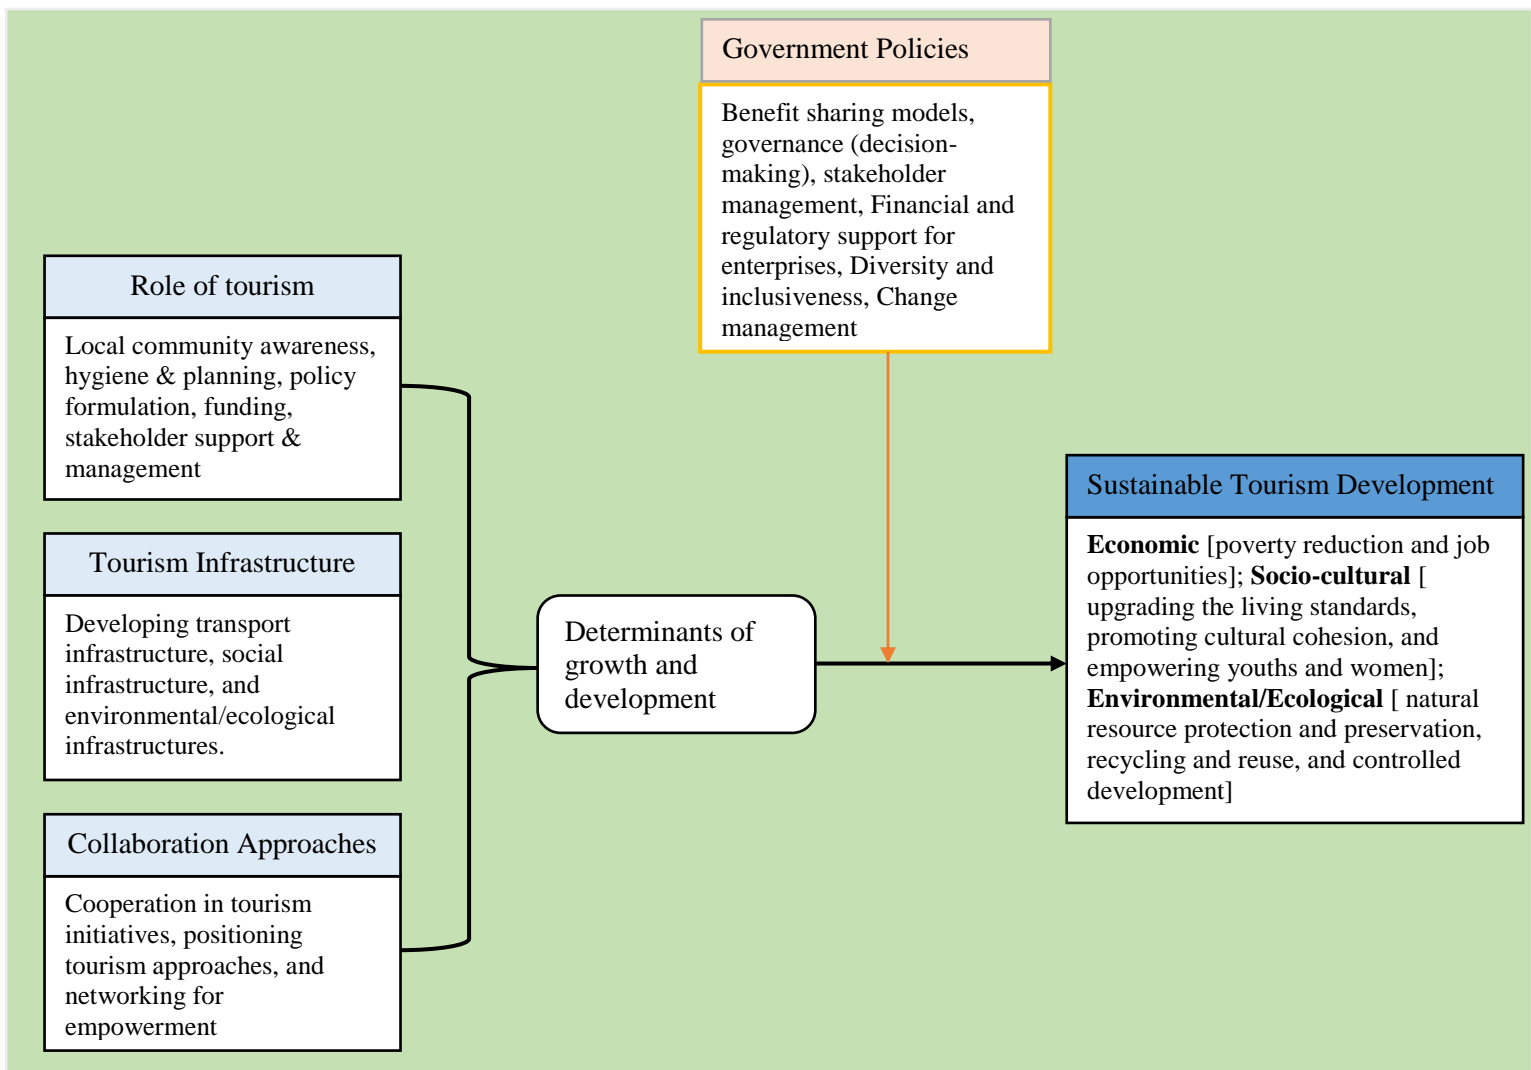 Government Policies
Benefit sharing models,
governance (decision-
making), stakeholder
management, Financial and
regulatory support for
enterprises, Diversity and
inclusiveness, Change
management
Role of tourism
Local community awareness,
hygiene & planning, policy
formulation, funding,
stakeholder support &
management
Tourism Infrastructure
Developing transport
infrastructure, social
infrastructure, and
environmental/ecological
infrastructures.
Collaboration Approaches
Cooperation in tourism
initiatives, positioning
tourism approaches, and
networking for
empowerment
Determinants of
growth and
development
Sustainable Tourism Development
Economic [poverty reduction and job
opportunities]; Socio-cultural [
upgrading the living standards,
promoting cultural cohesion, and
empowering youths and women];
Environmental/Ecological [ natural
resource protection and preservation,
recycling and reuse, and controlled
development]